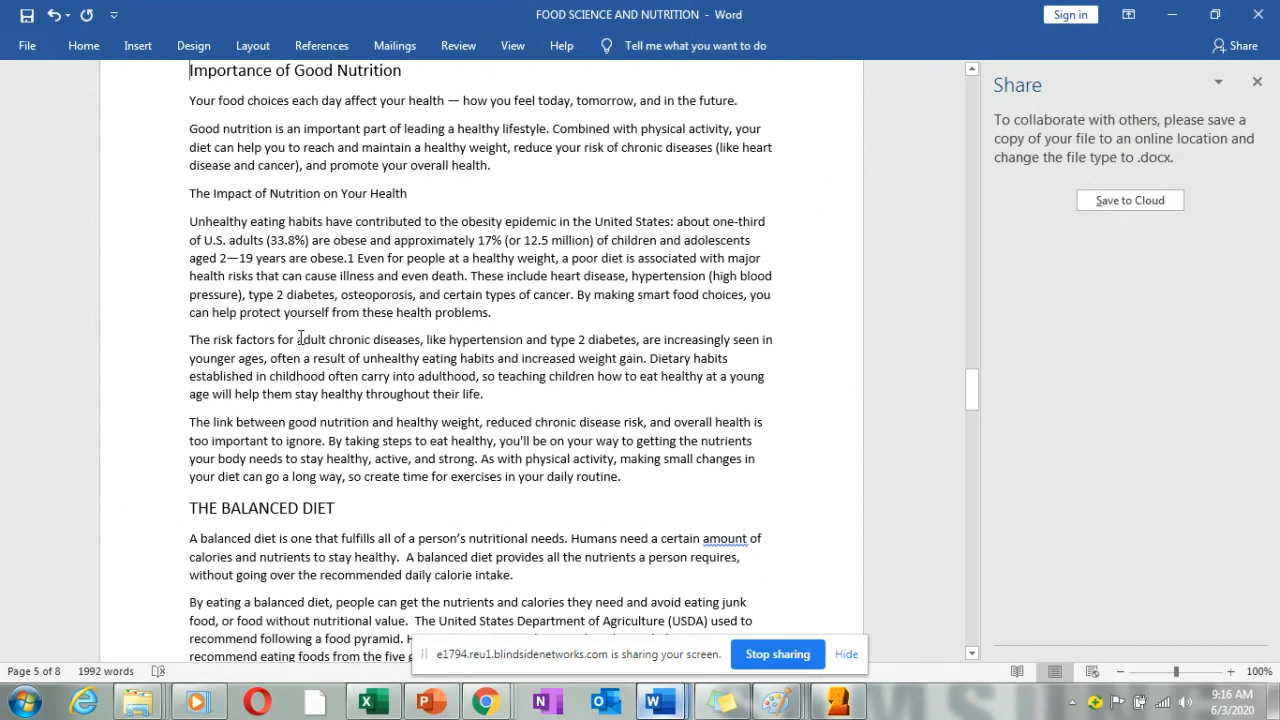 FOOD SCIENCE AND NUTRITION - Word
Sign in
File Home Insert Design Layout References Mailings Review View Help Tell me what you want to do Share
Importance of Good Nutrition
Your food choices each day affect your health — how you feel today, tomorrow, and in the future.
Good nutrition is an important part of leading a healthy lifestyle. Combined with physical activity, your
diet can help you to reach and maintain a healthy weight, reduce your risk of chronic diseases (like heart
disease and cancer), and promote your overall health.
The Impact of Nutrition on Your Health
Unhealthy eating habits have contributed to the obesity epidemic in the United States: about one-third
of U.S. adults (33.8%) are obese and approximately 17% (or 12.5 million) of children and adolescents
aged 2—19 years are obese.1 Even for people at a healthy weight, a poor diet is associated with major
health risks that can cause illness and even death. These include heart disease, hypertension (high blood
pressure), type 2 diabetes, osteoporosis, and certain types of cancer. By making smart food choices, you
can help protect yourself from these health problems.
The risk factors for adult chronic diseases, like hypertension and type 2 diabetes, are increasingly seen in
younger ages, often a result of unhealthy eating habits and increased weight gain. Dietary habits
established in childhood often carry into adulthood, so teaching children how to eat healthy at a young
age will help them stay healthy throughout their life.
The link between good nutrition and healthy weight, reduced chronic disease risk, and overall health is
too important to ignore. By taking steps to eat healthy, you'll be on your way to getting the nutrients
your body needs to stay healthy, active, and strong. As with physical activity, making small changes in
your diet can go a long way, so create time for exercises in your daily routine.
THE BALANCED DIET
A balanced diet is one that fulfills all of a person's nutritional needs. Humans need a certain amount of
calories and nutrients to stay healthy. A balanced diet provides all the nutrients a person requires,
without going over the recommended daily calorie intake.
By eating a balanced diet, people can get the nutrients and calories they need and avoid eating junk
food, or food without nutritional value. The United States Department of Agriculture (USDA) used to
recommend following a food pyramid.
recommend eating foods from the five
Share
To collaborate with others, please save a
copy of your file to an online location and
change the file type to .docx.
Save to Cloud
e1794.reu1.blindsidenetworks.com is sharing your screen.
Stop sharing
Hide
Page 5 of 8 1992 words
100%
9:16 AM
6/3/2020